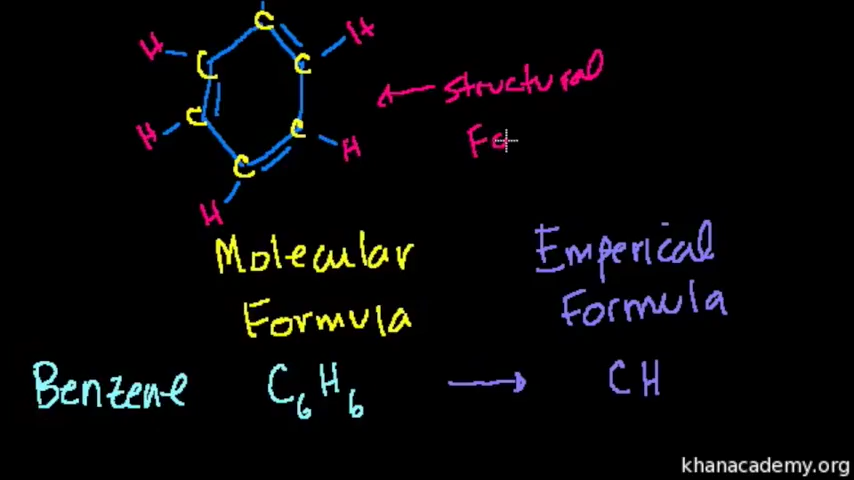 C
H C C H
H C C H
C
H
Structural
Fo
Molecular Emperical
Formula Formula
Benzene C₆H₆ → CH
khanacademy.org